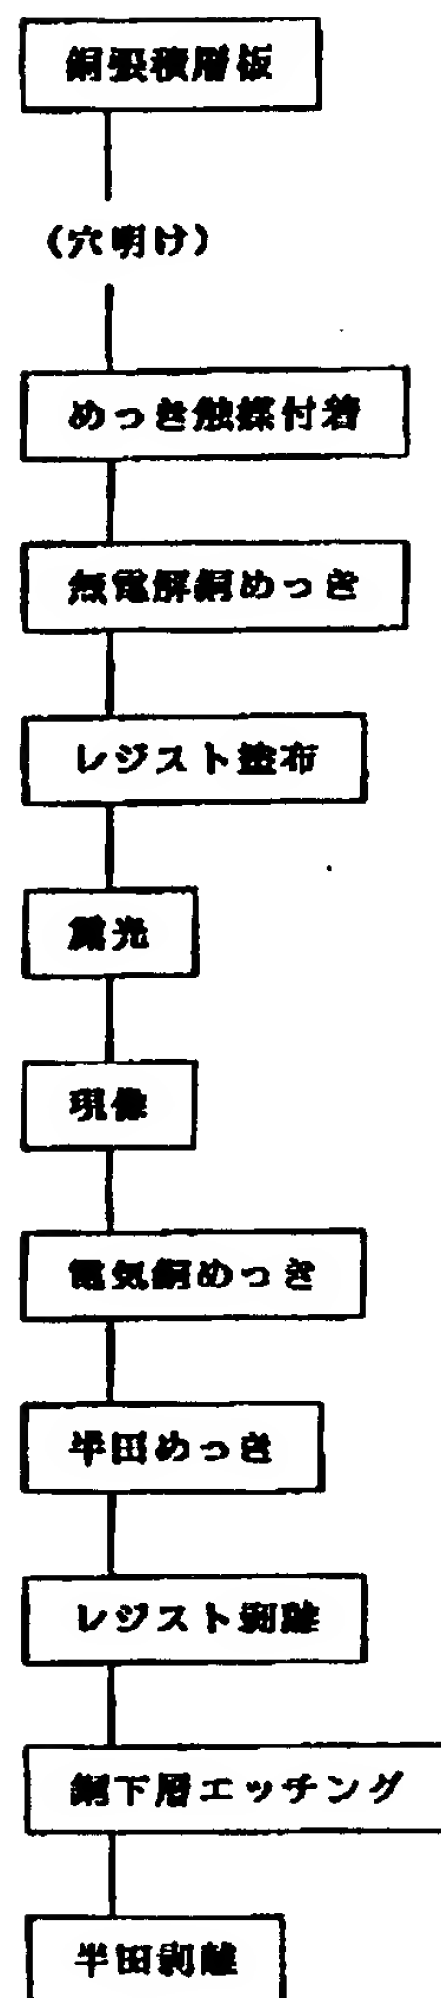 銅張積層板
(穴明け)
めっき触媒付着
無電解銅めっき
レジスト塗布
露光
現像
電気銅めっき
半田めっき
レジスト剥離
銅下層エッチング
半田剥離